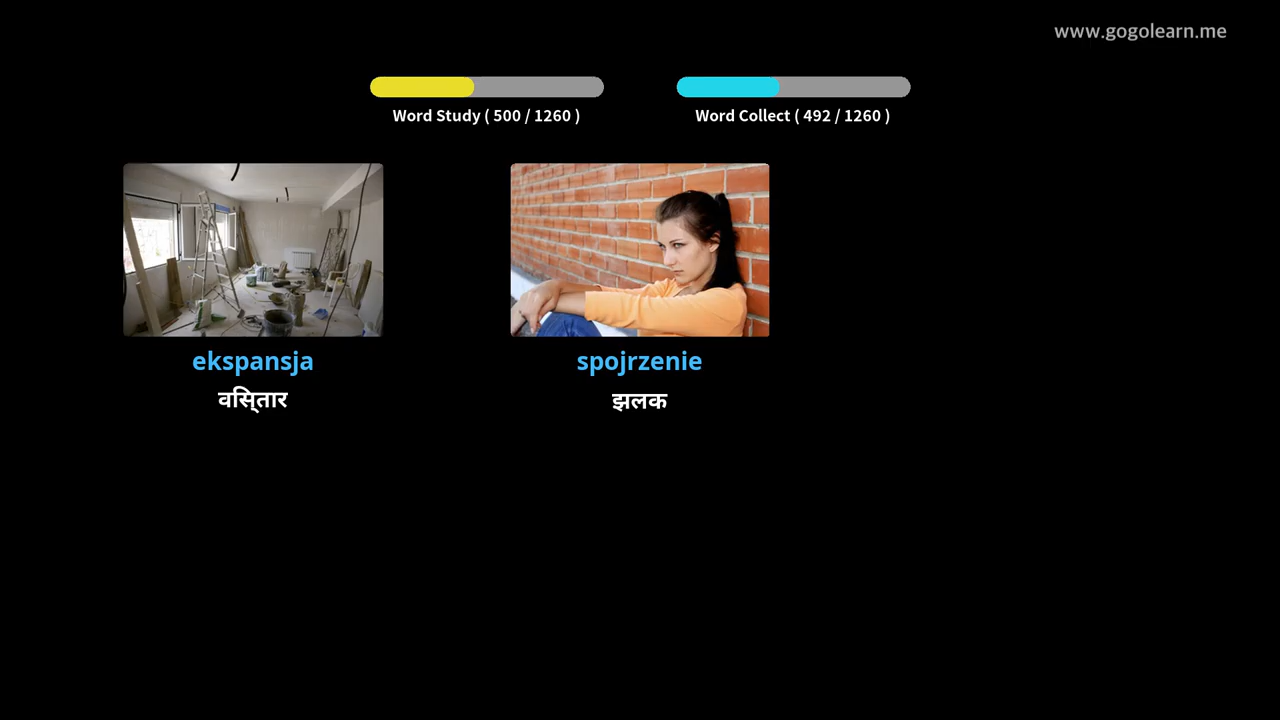 www.gogolearn.me
Word Study ( 500 / 1260 )
Word Collect ( 492 / 1260 )
ekspansja
विस्तार
spojrzenie
झलक